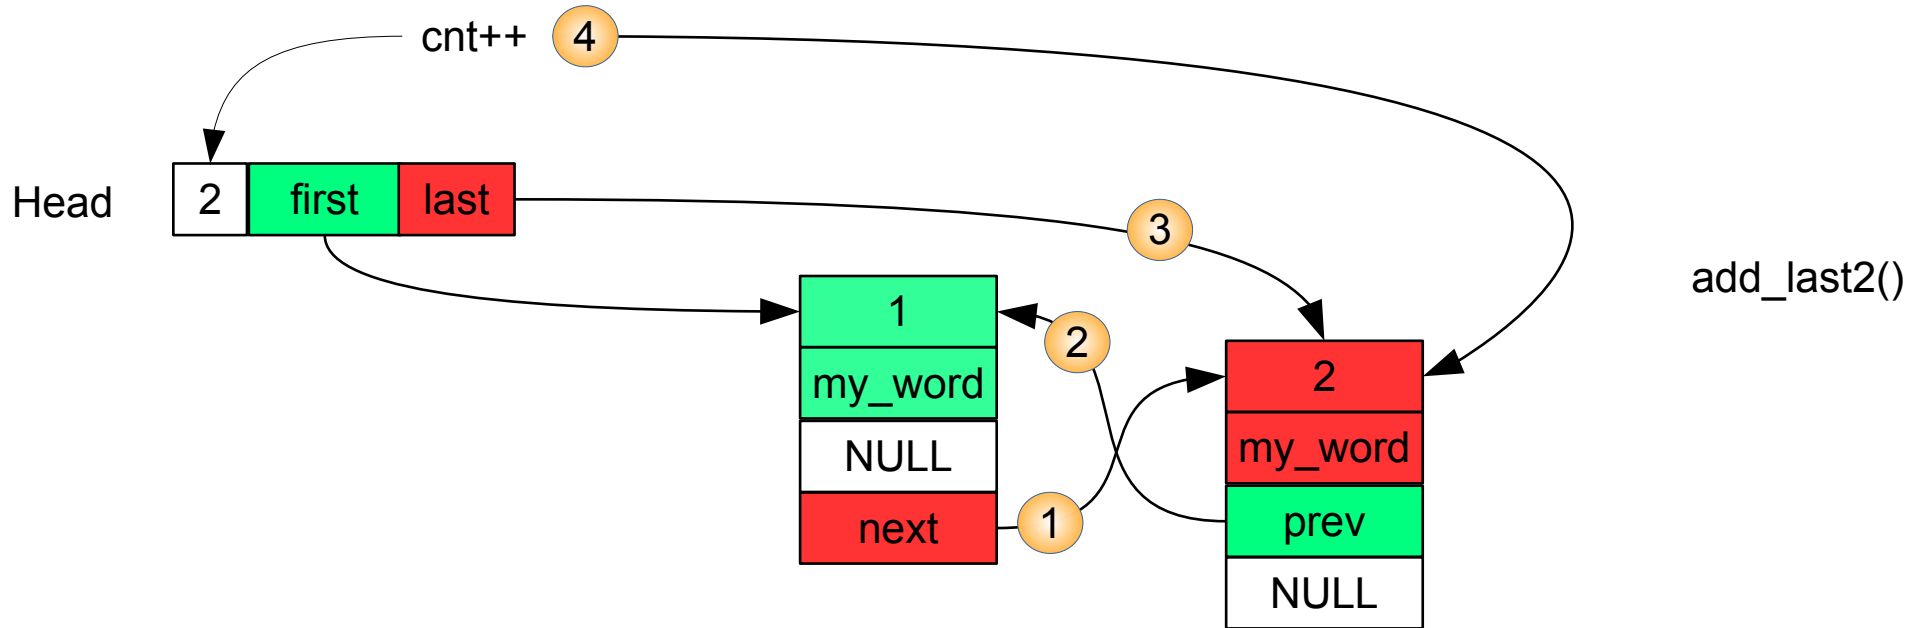 cnt++ 4
Head 2 first last
3
add_last2()
1
my_word
NULL
next
2
1
2
my_word
prev
NULL